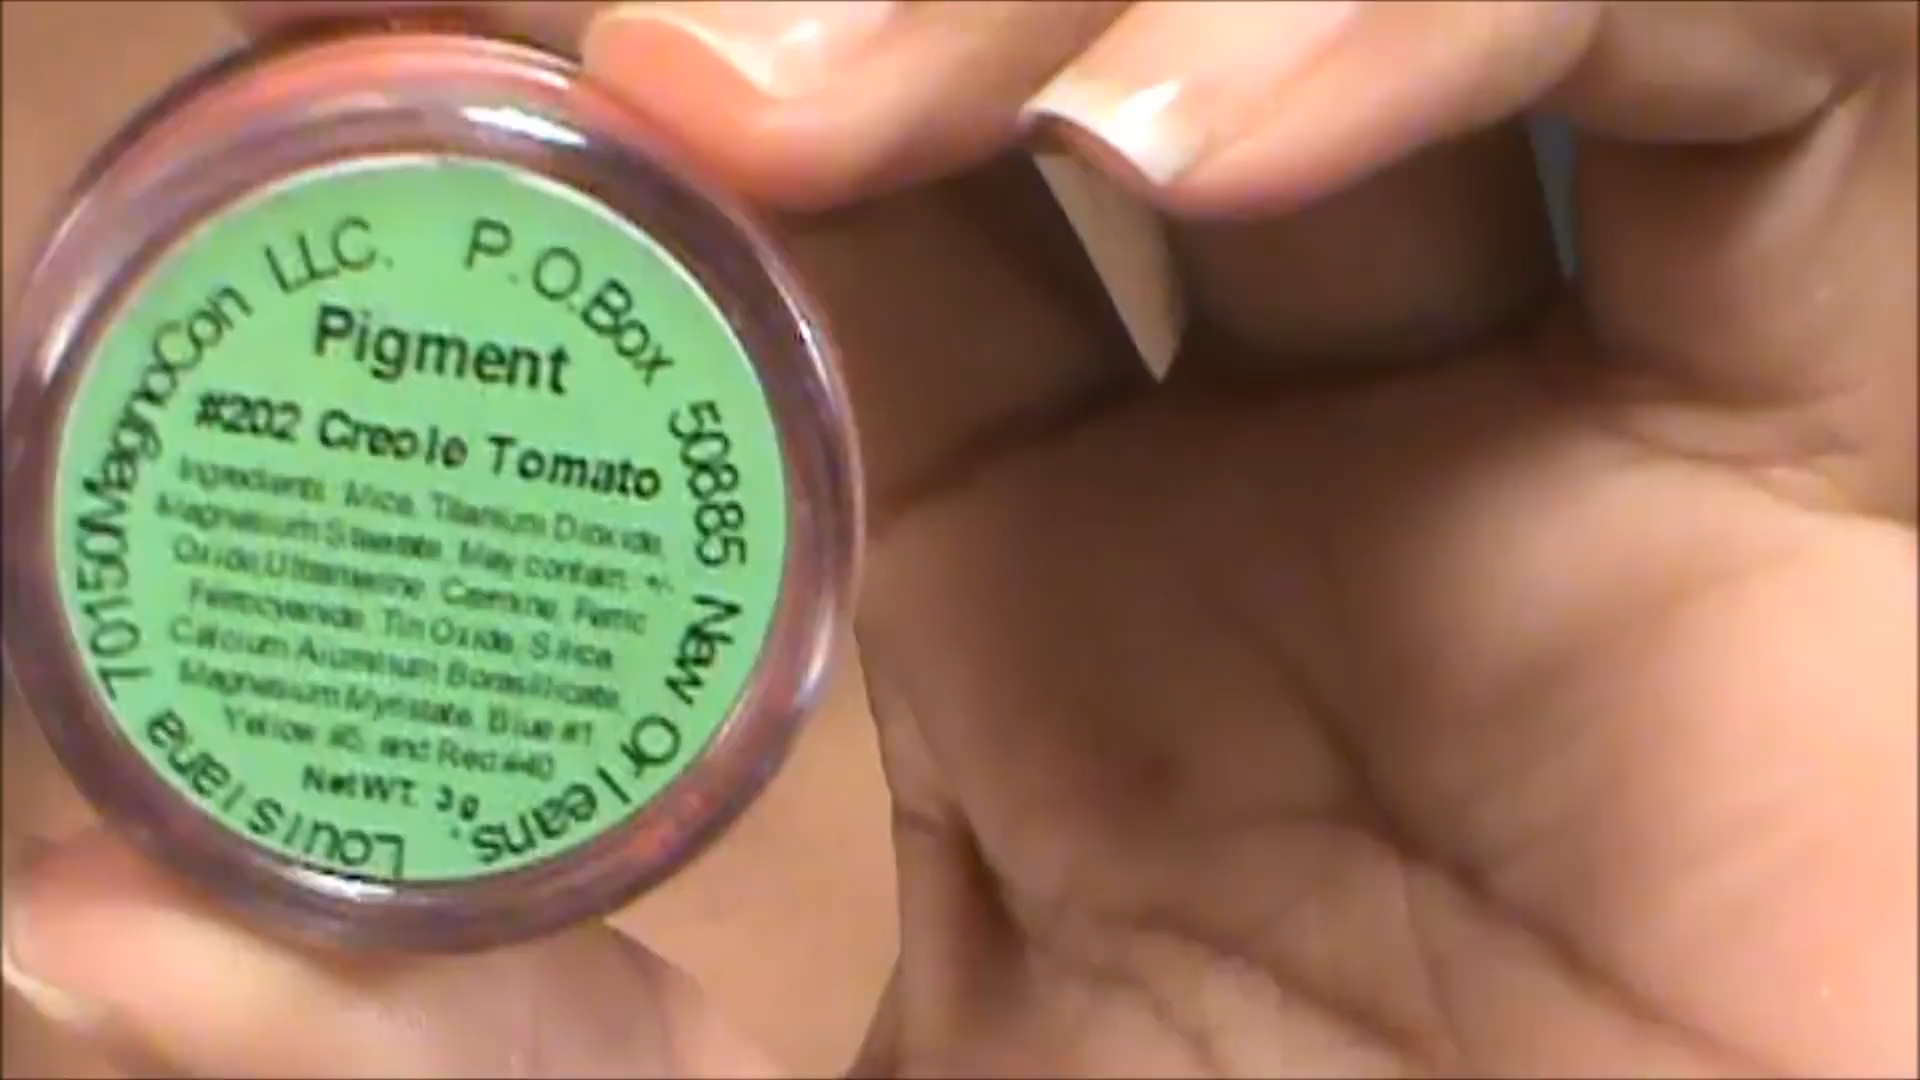 MagnoCon LLC. P.O.Box 50885 New Orleans, Louisiana 70150
Pigment
#202 Creole Tomato
Ingredients: Mica, Titanium Dioxide,
Magnesium Stearate. May contain: +/-
Oxide, Ultramarine, Carmine, Ferric
Ferrocyanide, Tin Oxide, Silica
Calcium Aluminum Borosilicate,
Magnesium Myristate, Blue #1
Yellow #5, and Red #40
Net WT. 3g